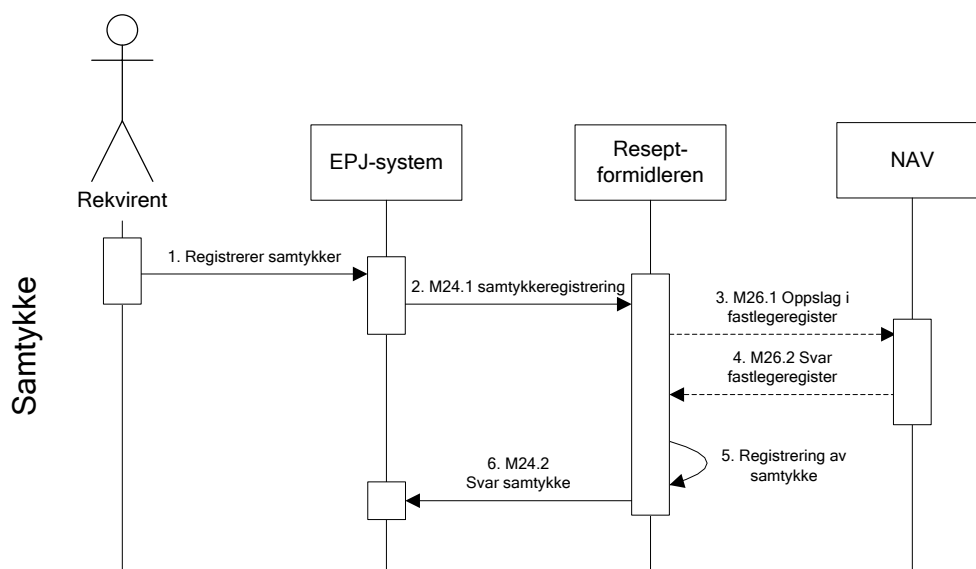 Rekvirent
EPJ-system
Resept-
formidleren
NAV
Samtykke
1. Registrerer samtykker
2. M24.1 samtykkeregistrering
3. M26.1 Oppslag i
fastlegeregister
4. M26.2 Svar
fastlegeregister
5. Registrering av
samtykke
6. M24.2
Svar samtykke